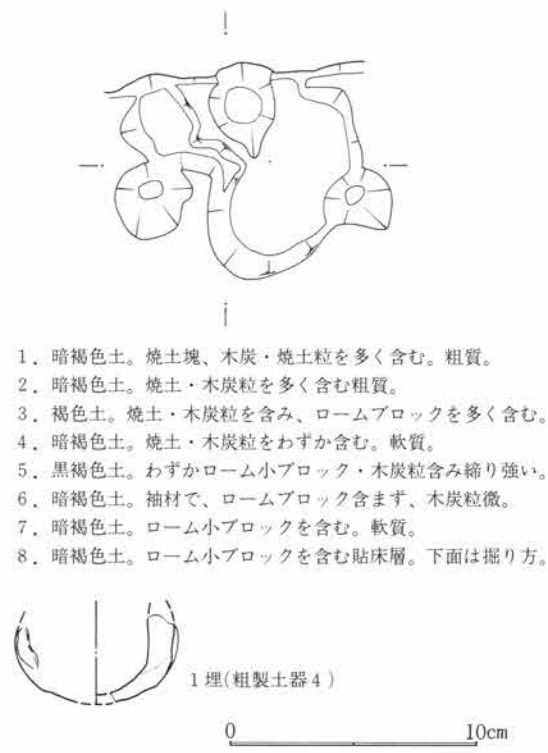 1．暗褐色土。焼土塊、木炭・焼土粒を多く含む。粗質。
2．暗褐色土。焼土・木炭粒を多く含む粗質。
3．褐色土。焼土・木炭粒を含み、ロームブロックを多く含む。
4．暗褐色土。焼土・木炭粒をわずか含む。軟質。
5．黒褐色土。わずかローム小ブロック・木炭粒含み締り強い。
6．暗褐色土。袖材で、ロームブロック含まず、木炭粒微。
7．暗褐色土。ローム小ブロックを含む。軟質。
8．暗褐色土。ローム小ブロックを含む貼床層。下面は掘り方。
1埋(粗製土器4)
0 10cm